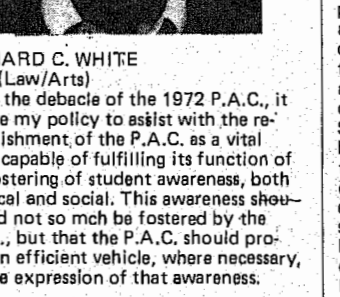 ARD C. WHITE
(Law/Arts)
the debacle of the 1972 P.A.C., it
e my policy to assist with the re-
ishment of the P.A.C. as a vital
capable of fulfilling its function of
stering of student awareness, both
cal and social. This awareness shou-
d not so mch be fostered by the
., but that the P.A.C. should pro-
n efficient vehicle, where necessary,
e expression of that awareness.